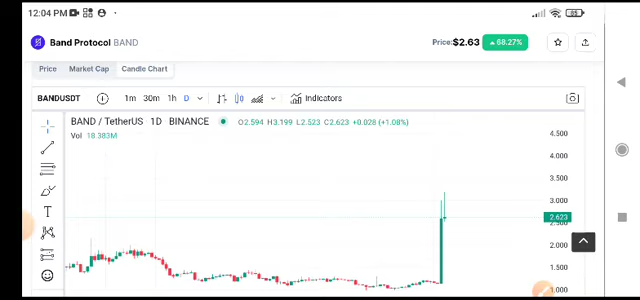 12:04 PM
85
Band Protocol BAND
Price: $2.63 ▲ 68.27%
Price Market Cap Candle Chart
BANDUSDT 1m 30m 1h D Indicators
BAND / TetherUS 1D BINANCE O2.594 H3.199 L2.523 C2.623 +0.028 (+1.08%)
Vol 18.383M
4.500
4.000
3.500
3.000
2.623
2.000
1.500
1.000